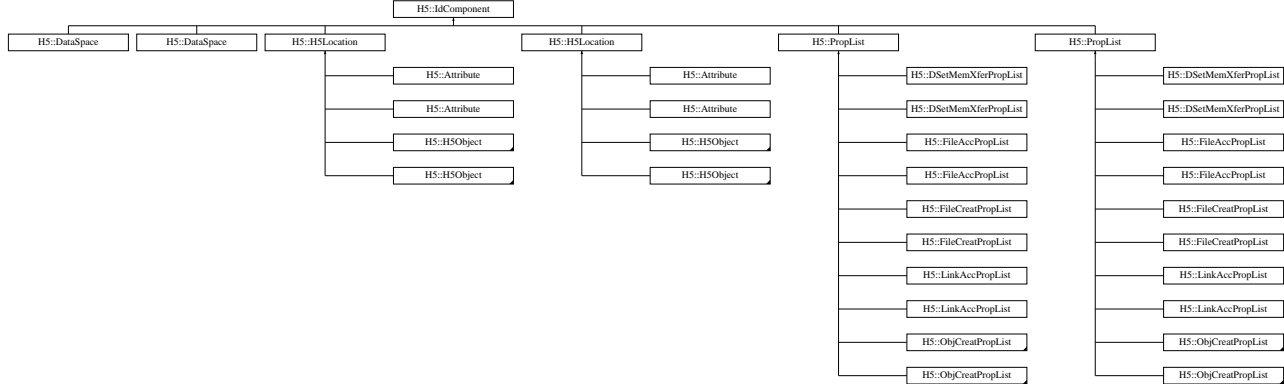 H5::IdComponent
H5::DataSpace H5::DataSpace H5::H5Location H5::H5Location H5::PropList H5::PropList
H5::Attribute H5::Attribute H5::DSetMemXferPropList H5::DSetMemXferPropList
H5::Attribute H5::Attribute H5::DSetMemXferPropList H5::DSetMemXferPropList
H5::H5Object H5::H5Object H5::FileAccPropList H5::FileAccPropList
H5::H5Object H5::H5Object H5::FileAccPropList H5::FileAccPropList
H5::FileCreatPropList H5::FileCreatPropList
H5::FileCreatPropList H5::FileCreatPropList
H5::LinkAccPropList H5::LinkAccPropList
H5::LinkAccPropList H5::LinkAccPropList
H5::ObjCreatPropList H5::ObjCreatPropList
H5::ObjCreatPropList H5::ObjCreatPropList